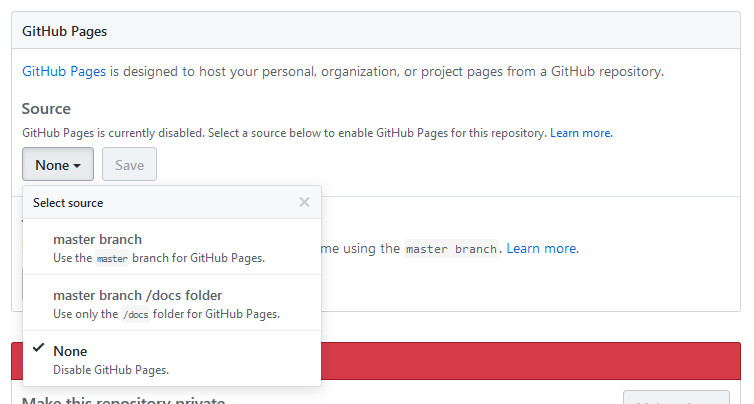 GitHub Pages
GitHub Pages is designed to host your personal, organization, or project pages from a GitHub repository.
Source
GitHub Pages is currently disabled. Select a source below to enable GitHub Pages for this repository. Learn more.
None
Save
Select source
me using the master branch. Learn more.
master branch
Use the master branch for GitHub Pages.
master branch /docs folder
Use only the /docs folder for GitHub Pages.
None
Disable GitHub Pages.
Make this repository private